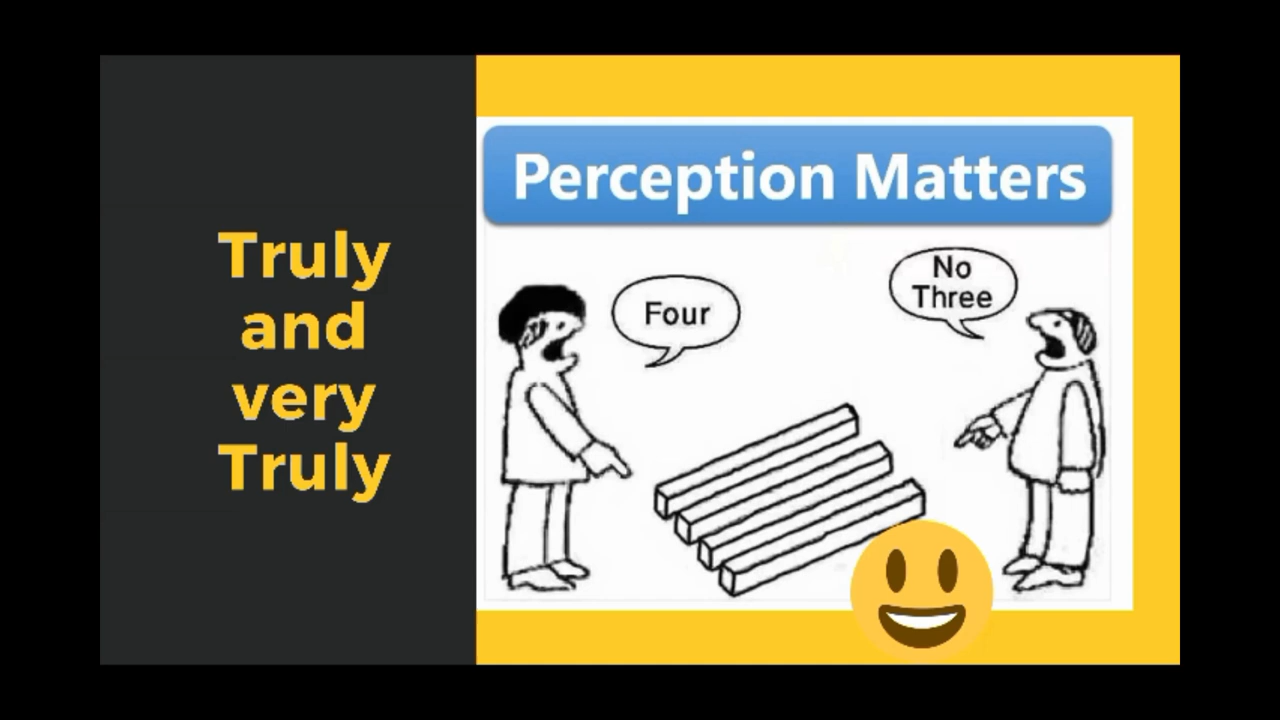 Truly
and
very
Truly
Perception Matters
Four
No
Three